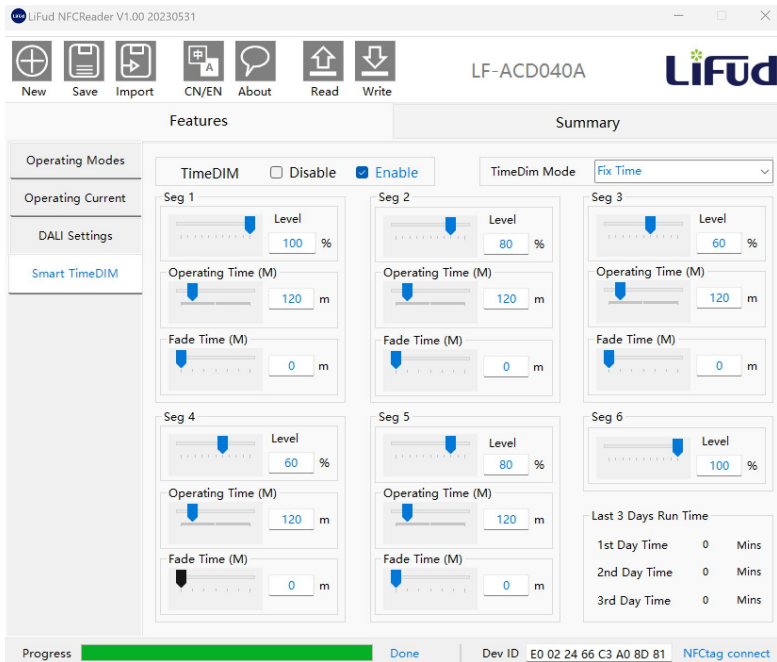 LiFud NFCReader V1.00 20230531
New Save Import CN/EN About Read Write
中 A
LF-ACD040A
LiFud
Features Summary
Operating Modes
Operating Current
DALI Settings
Smart TimeDIM
TimeDIM Disable Enable TimeDim Mode Fix Time
Seg 1
Level
100 %
Operating Time (M)
120 m
Fade Time (M)
0 m
Seg 2
Level
80 %
Operating Time (M)
120 m
Fade Time (M)
0 m
Seg 3
Level
60 %
Operating Time (M)
120 m
Fade Time (M)
0 m
Seg 4
Level
60 %
Operating Time (M)
120 m
Fade Time (M)
0 m
Seg 5
Level
80 %
Operating Time (M)
120 m
Fade Time (M)
0 m
Seg 6
Level
100 %
Last 3 Days Run Time
1st Day Time 0 Mins
2nd Day Time 0 Mins
3rd Day Time 0 Mins
Progress Done Dev ID E0 02 24 66 C3 A0 8D 81 NFCtag connect